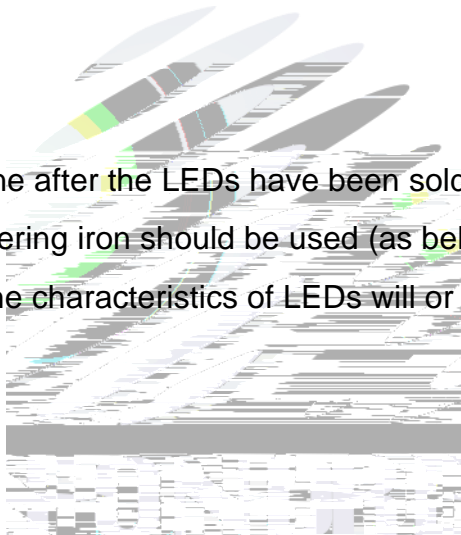 ne after the LEDs have been sold
ering iron should be used (as bel
ne characteristics of LEDs will or